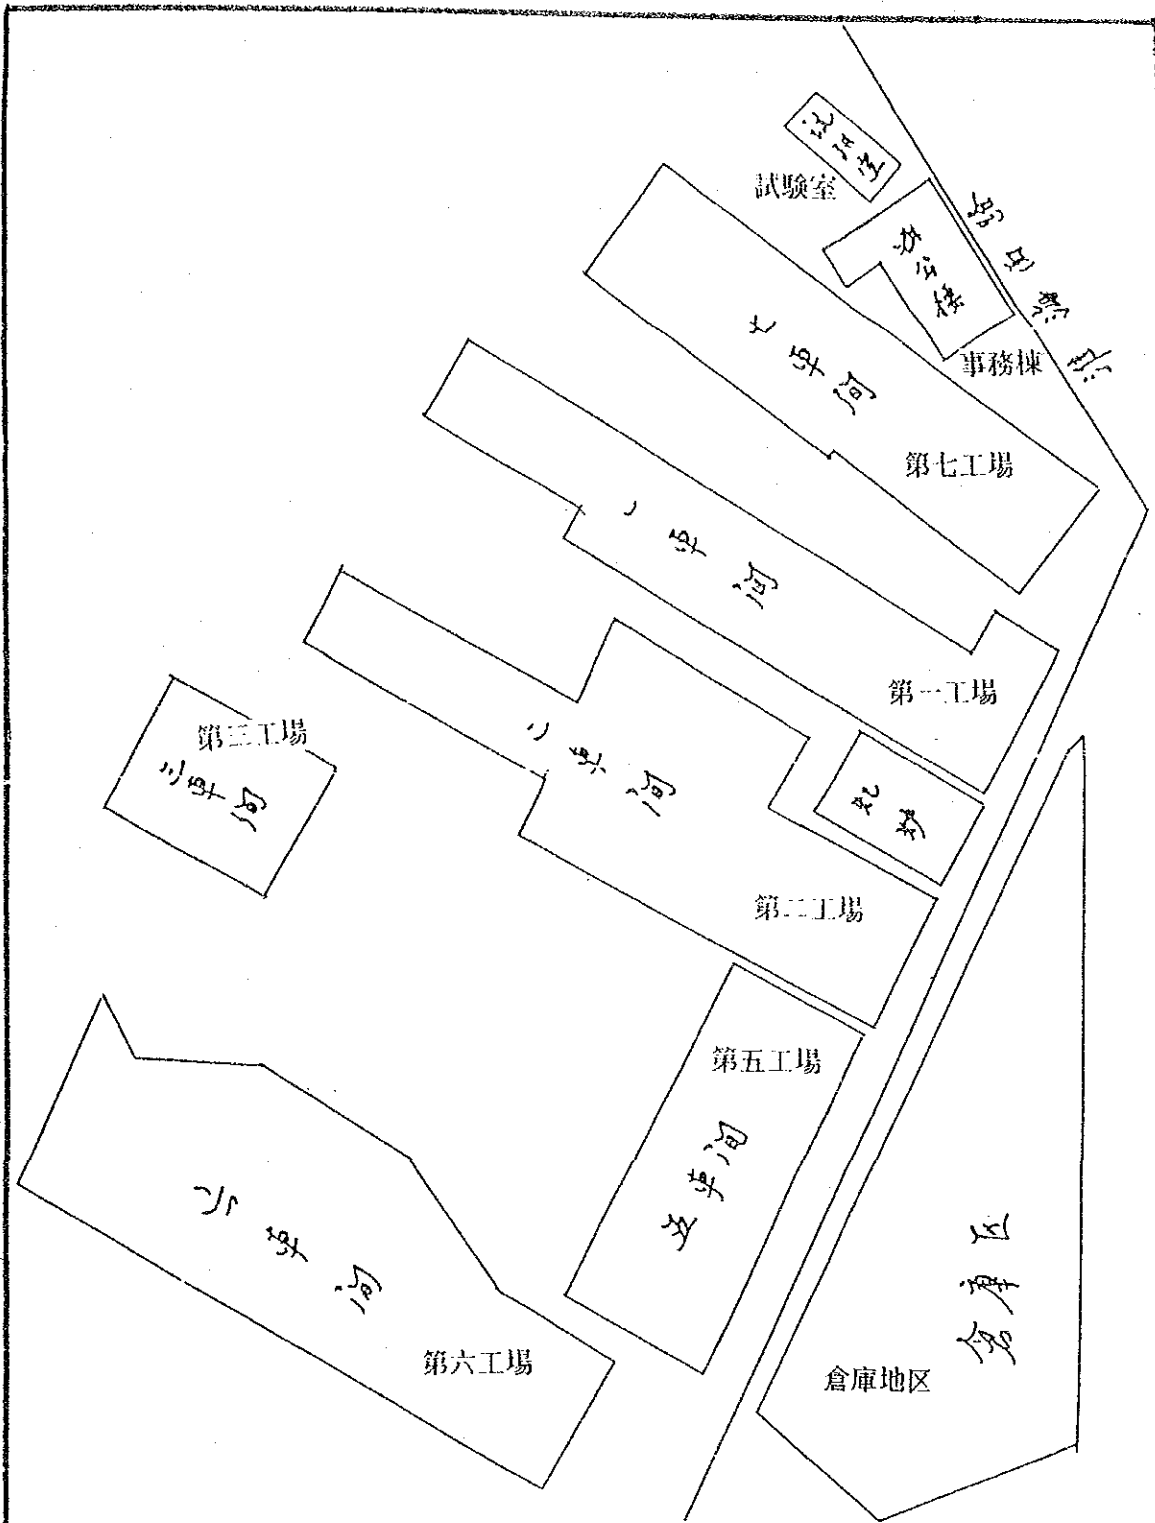 试验室
試験室
办公楼
事務棟
七车间
第七工場
一车间
第一工場
二车间
第二工場
第三工場
三车间
第五工場
五车间
六车间
第六工場
仓库区
倉庫地区